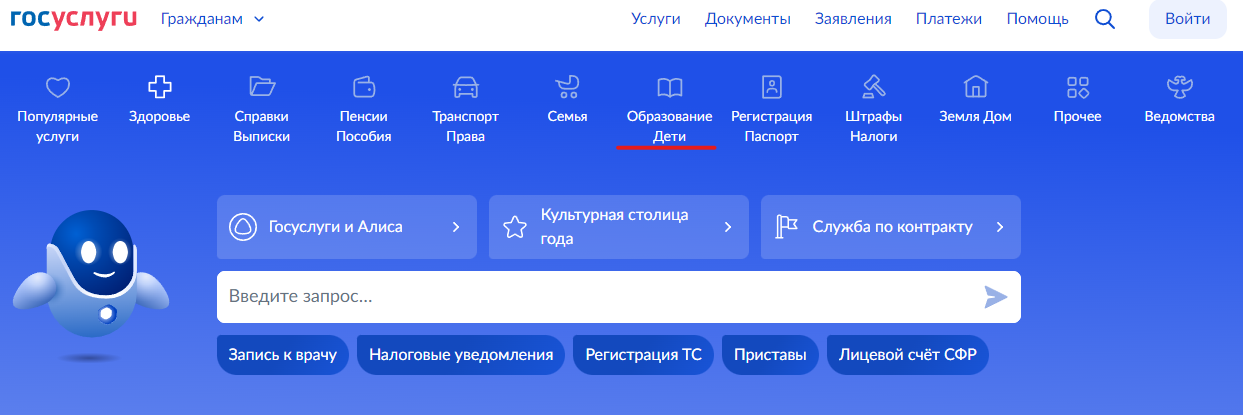 госуслуги Гражданам Услуги Документы Заявления Платежи Помощь Войти
Популярные услуги
Здоровье
Справки Выписки
Пенсии Пособия
Транспорт Права
Семья
Образование Дети
Регистрация Паспорт
Штрафы Налоги
Земля Дом
Прочее
Ведомства
Госуслуги и Алиса
Культурная столица
года
Служба по контракту
Введите запрос...
Запись к врачу Налоговые уведомления Регистрация ТС Приставы Лицевой счёт СФР